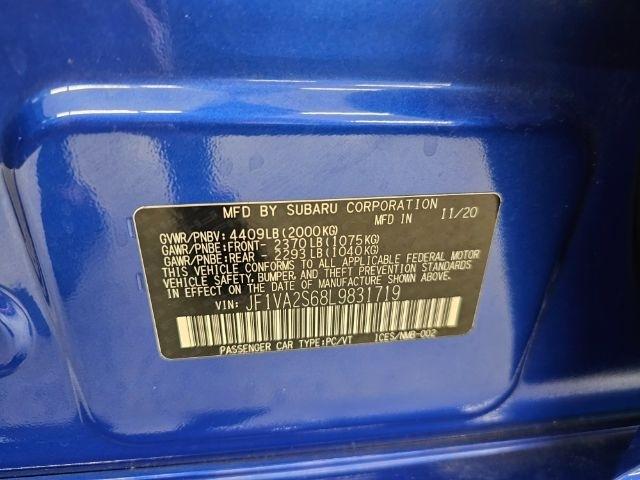 MFD BY SUBARU CORPORATION
MFD IN 11/20
GVWR/PNBV: 4409LB(2000KG)
GAWR/PNBE:FRONT- 2370LB(1075KG)
GAWR/PNBE:REAR - 2293LB(1040KG)
THIS VEHICLE CONFORMS TO ALL APPLICABLE FEDERAL MOTOR
VEHICLE SAFETY, BUMPER, AND THEFT PREVENTION STANDARDS
IN EFFECT ON THE DATE OF MANUFACTURE SHOWN ABOVE.
VIN: JF1VA2S68L9831719
PASSENGER CAR TYPE:PC/VT ICES/NMB-002